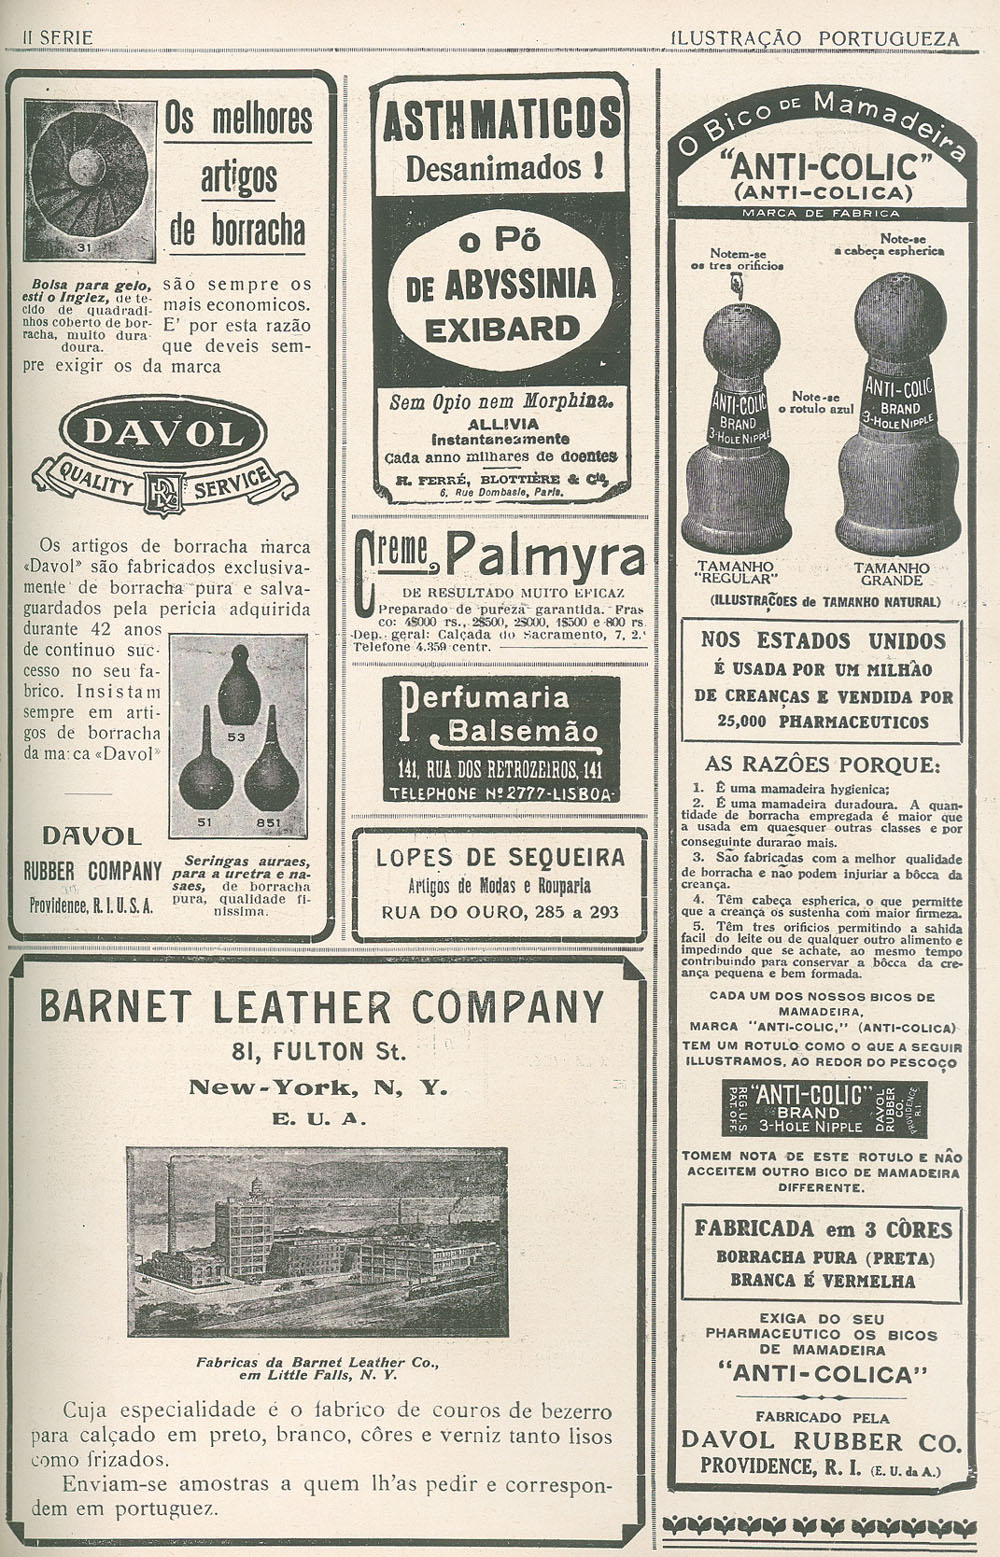 II SERIE
ILUSTRAÇÃO PORTUGUEZA
31
Os melhores
artigos
de borracha
Bolsa para gelo,
esti o Inglez, de te-
cido de quadradi-
nhos coberto de bor-
racha, muito dura-
doura.
são sempre os
mais economicos.
E' por esta razão
que deveis sem-
pre exigir os da marca
DAVOL
QUALITY
SERVICE
Os artigos de borracha marca
«Davol» são fabricados exclusiva-
mente de borracha pura e salva-
guardados pela pericia adquirida
durante 42 anos
de continuo suc-
cesso no seu fa-
brico. Insistam
sempre em arti-
gos de borracha
da marca «Davol»
53
51
851
DAVOL
RUBBER COMPANY
Providence, R. I. U. S. A.
Seringas auraes,
para a uretra e na-
saes, de borracha
pura, qualidade fi-
nissima.
ASTHMATICOS
Desanimados !
O PÕ
DE ABYSSINIA
EXIBARD
Sem Opio nem Morphina.
ALLIVIA
Instantaneamente
Cada anno milhares de doentes
H. FERRÉ, BLOTTIÈRE & Cia,
6, Rue Dombasle, Paris.
Creme Palmyra
DE RESULTADO MUITO EFICAZ
Preparado de pureza garantida. Fras-
co: 4$000 rs., 2$500, 2$000, 1$500 e 800 rs.
Dep. geral: Calçada do Sacramento, 7, 2.º
Telefone 4.359 centr.
Perfumaria
Balsemão
141, RUA DOS RETROZEIROS, 141
TELEPHONE Nº 2777-LISBOA-
LOPES DE SEQUEIRA
Artigos de Modas e Rouparia
RUA DO OURO, 285 a 293
BARNET LEATHER COMPANY
81, FULTON St.
New-York, N, Y.
E. U. A.
Fabricas da Barnet Leather Co.,
em Little Falls, N. Y.
Cuja especialidade é o fabrico de couros de bezerro
para calçado em preto, branco, côres e verniz tanto lisos
como frizados.
Enviam-se amostras a quem lh'as pedir e correspon-
dem em portuguez.
O Bico DE Mamadeira
"ANTI-COLIC"
(ANTI-COLICA)
MARCA DE FABRICA
Notem-se
os tres orificios
Note-se
a cabeça espherica
Note-se
o rotulo azul
ANTI-COLIC
BRAND
3-HOLE NIPPLE
ANTI-COLIC
BRAND
3-HOLE NIPPLE
TAMANHO
"REGULAR"
TAMANHO
GRANDE
(ILLUSTRAÇÕES de TAMANHO NATURAL)
NOS ESTADOS UNIDOS
É USADA POR UM MILHÃO
DE CREANÇAS E VENDIDA POR
25,000 PHARMACEUTICOS
AS RAZÕES PORQUE:
1. É uma mamadeira hygienica;
2. É uma mamadeira duradoura. A quan-
tidade de borracha empregada é maior que
a usada em quaesquer outras classes e por
conseguinte durarão mais.
3. São fabricadas com a melhor qualidade
de borracha e não podem injuriar a bôcca da
creança.
4. Têm cabeça espherica, o que permitte
que a creança os sustenha com maior firmeza.
5. Têm tres orificios permitindo a sahida
facil do leite ou de qualquer outro alimento e
impedindo que se achate, ao mesmo tempo
contribuindo para conservar a bôcca da cre-
ança pequena e bem formada.
CADA UM DOS NOSSOS BICOS DE
MAMADEIRA,
MARCA "ANTI-COLIC," (ANTI-COLICA)
TEM UM ROTULO COMO O QUE A SEGUIR
ILLUSTRAMOS, AO REDOR DO PESCOÇO
REG. U.S.
PAT. OFF.
"ANTI-COLIC"
BRAND
3-HOLE NIPPLE
DAVOL
RUBBER
CO.
PROVIDENCE
R.I.
TOMEM NOTA DE ESTE ROTULO E NÃO
ACCEITEM OUTRO BICO DE MAMADEIRA
DIFFERENTE.
FABRICADA em 3 CÔRES
BORRACHA PURA (PRETA)
BRANCA É VERMELHA
EXIGA DO SEU
PHARMACEUTICO OS BICOS
DE MAMADEIRA
"ANTI-COLICA"
FABRICADO PELA
DAVOL RUBBER CO.
PROVIDENCE, R. I. (E. U. da A.)